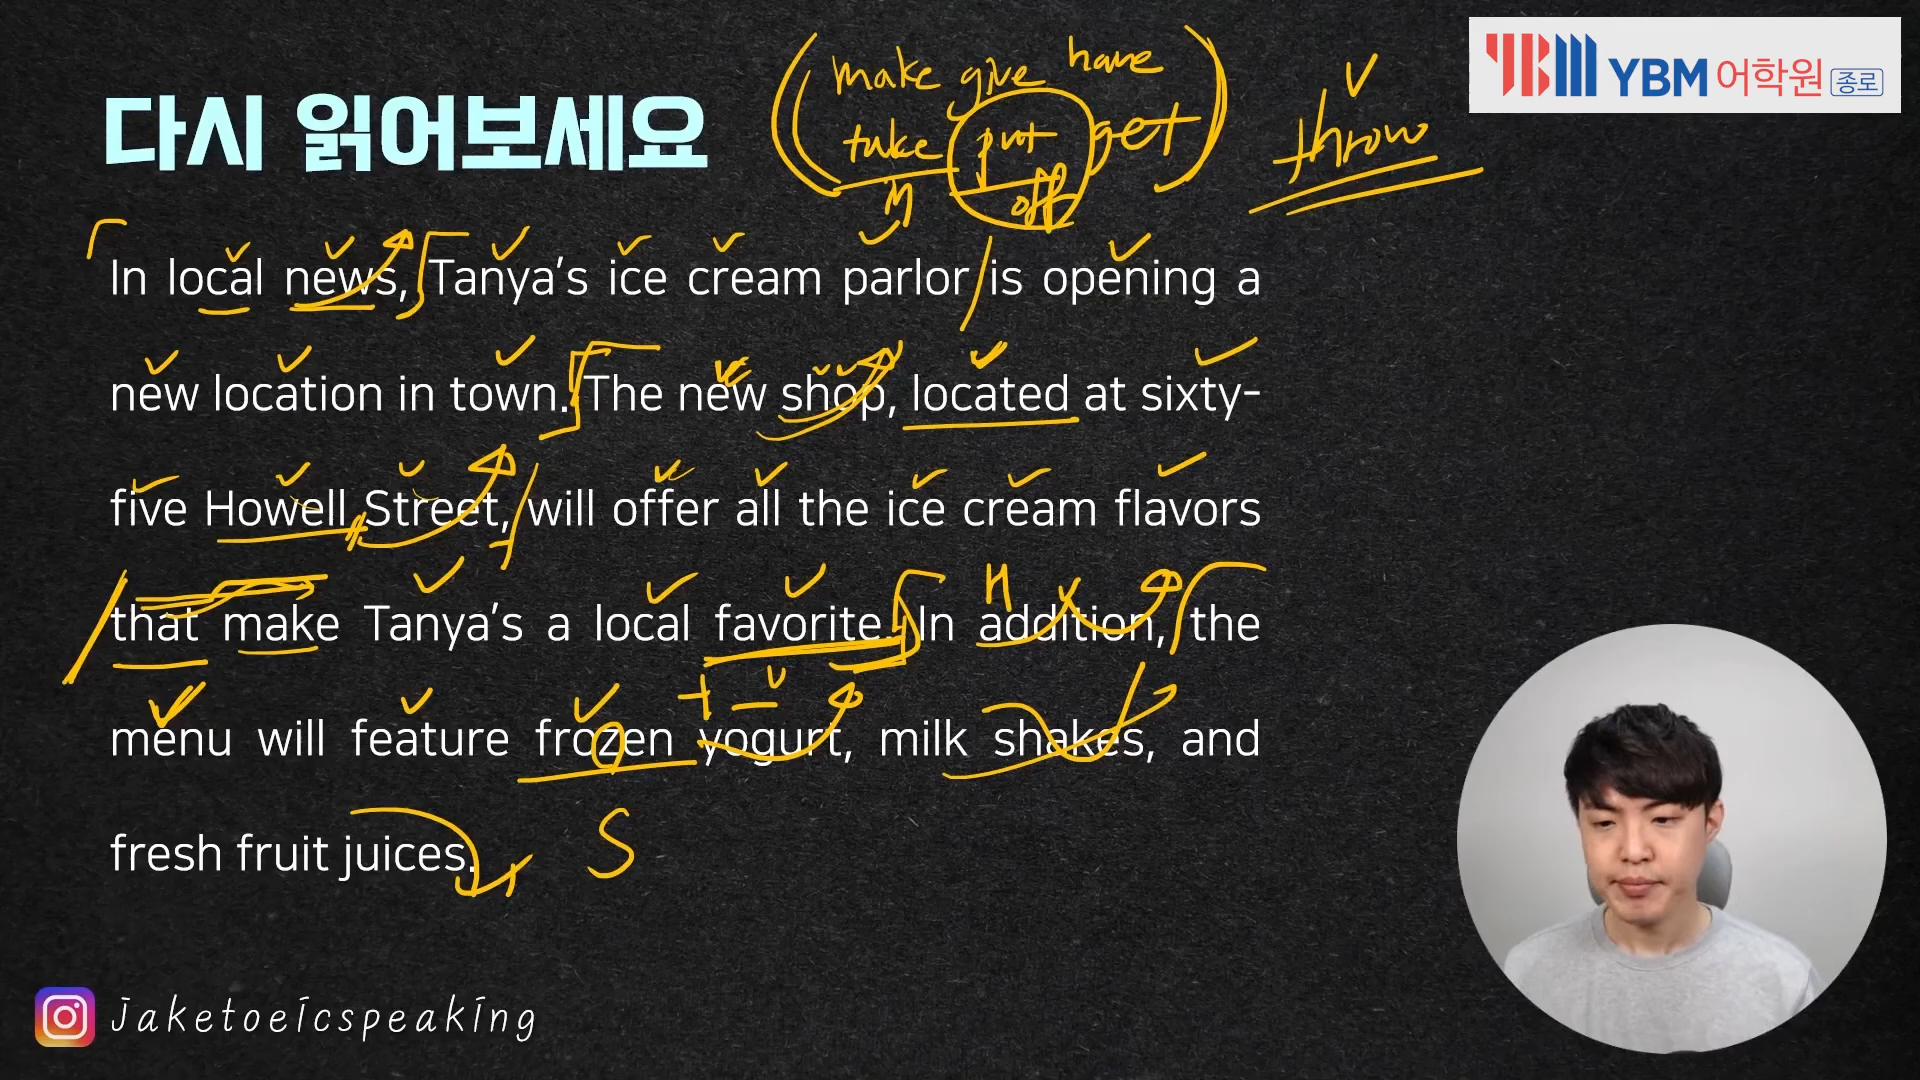 다시 읽어보세요
make give have
take put get
off
throw
YBM 어학원 종로
In local news, Tanya's ice cream parlor is opening a
new location in town. The new shop, located at sixty-
five Howell Street, will offer all the ice cream flavors
that make Tanya's a local favorite. In addition, the
menu will feature frozen yogurt, milk shakes, and
fresh fruit juices.
S
Jaketoeicspeaking